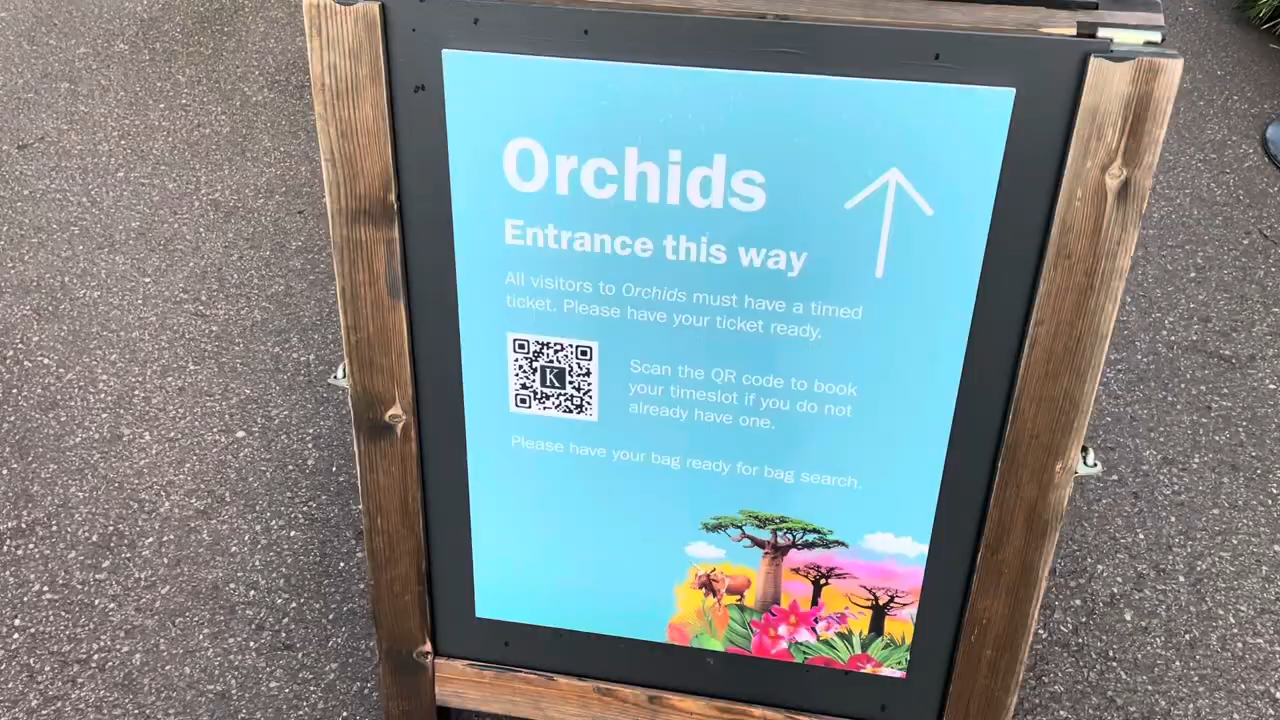 Orchids
Entrance this way
All visitors to Orchids must have a timed
ticket. Please have your ticket ready.
K
Scan the QR code to book
your timeslot if you do not
already have one.
Please have your bag ready for bag search.